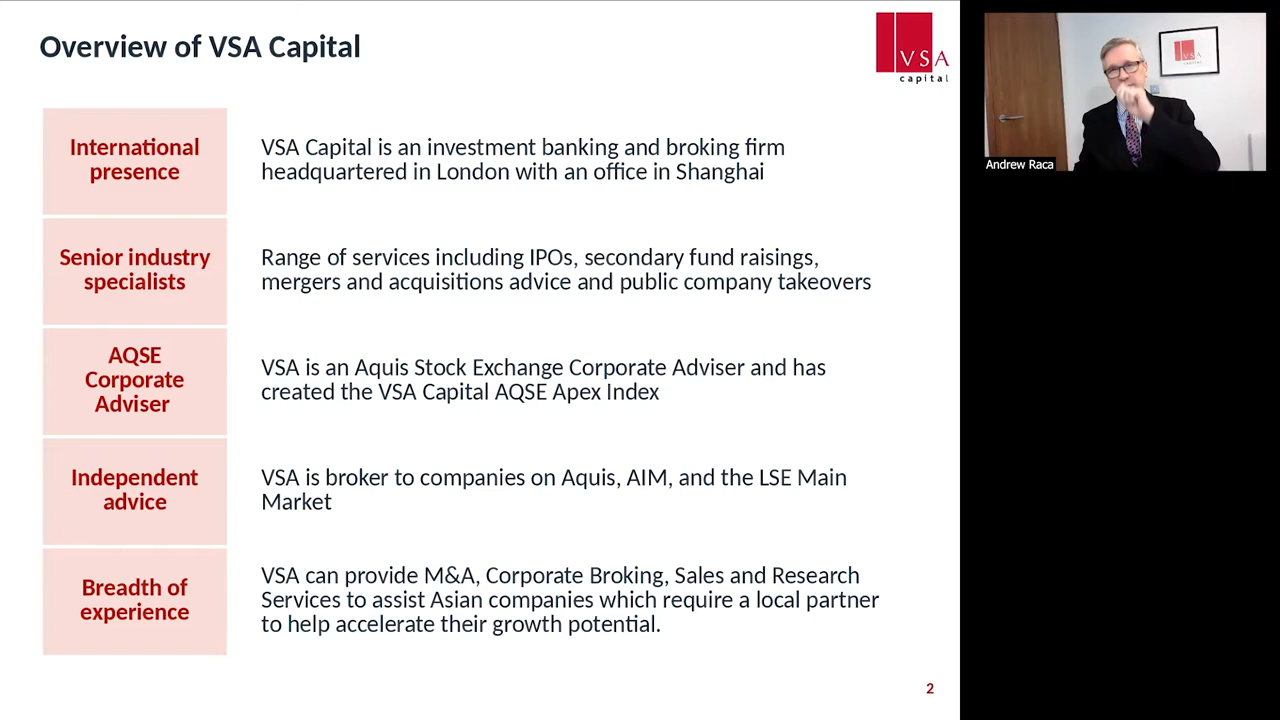 Overview of VSA Capital
VSA
capital
International
presence
VSA Capital is an investment banking and broking firm
headquartered in London with an office in Shanghai
Senior industry
specialists
Range of services including IPOs, secondary fund raisings,
mergers and acquisitions advice and public company takeovers
AQSE
Corporate
Adviser
VSA is an Aquis Stock Exchange Corporate Adviser and has
created the VSA Capital AQSE Apex Index
Independent
advice
VSA is broker to companies on Aquis, AIM, and the LSE Main
Market
Breadth of
experience
VSA can provide M&A, Corporate Broking, Sales and Research
Services to assist Asian companies which require a local partner
to help accelerate their growth potential.
2
VSA
capital
Andrew Raca